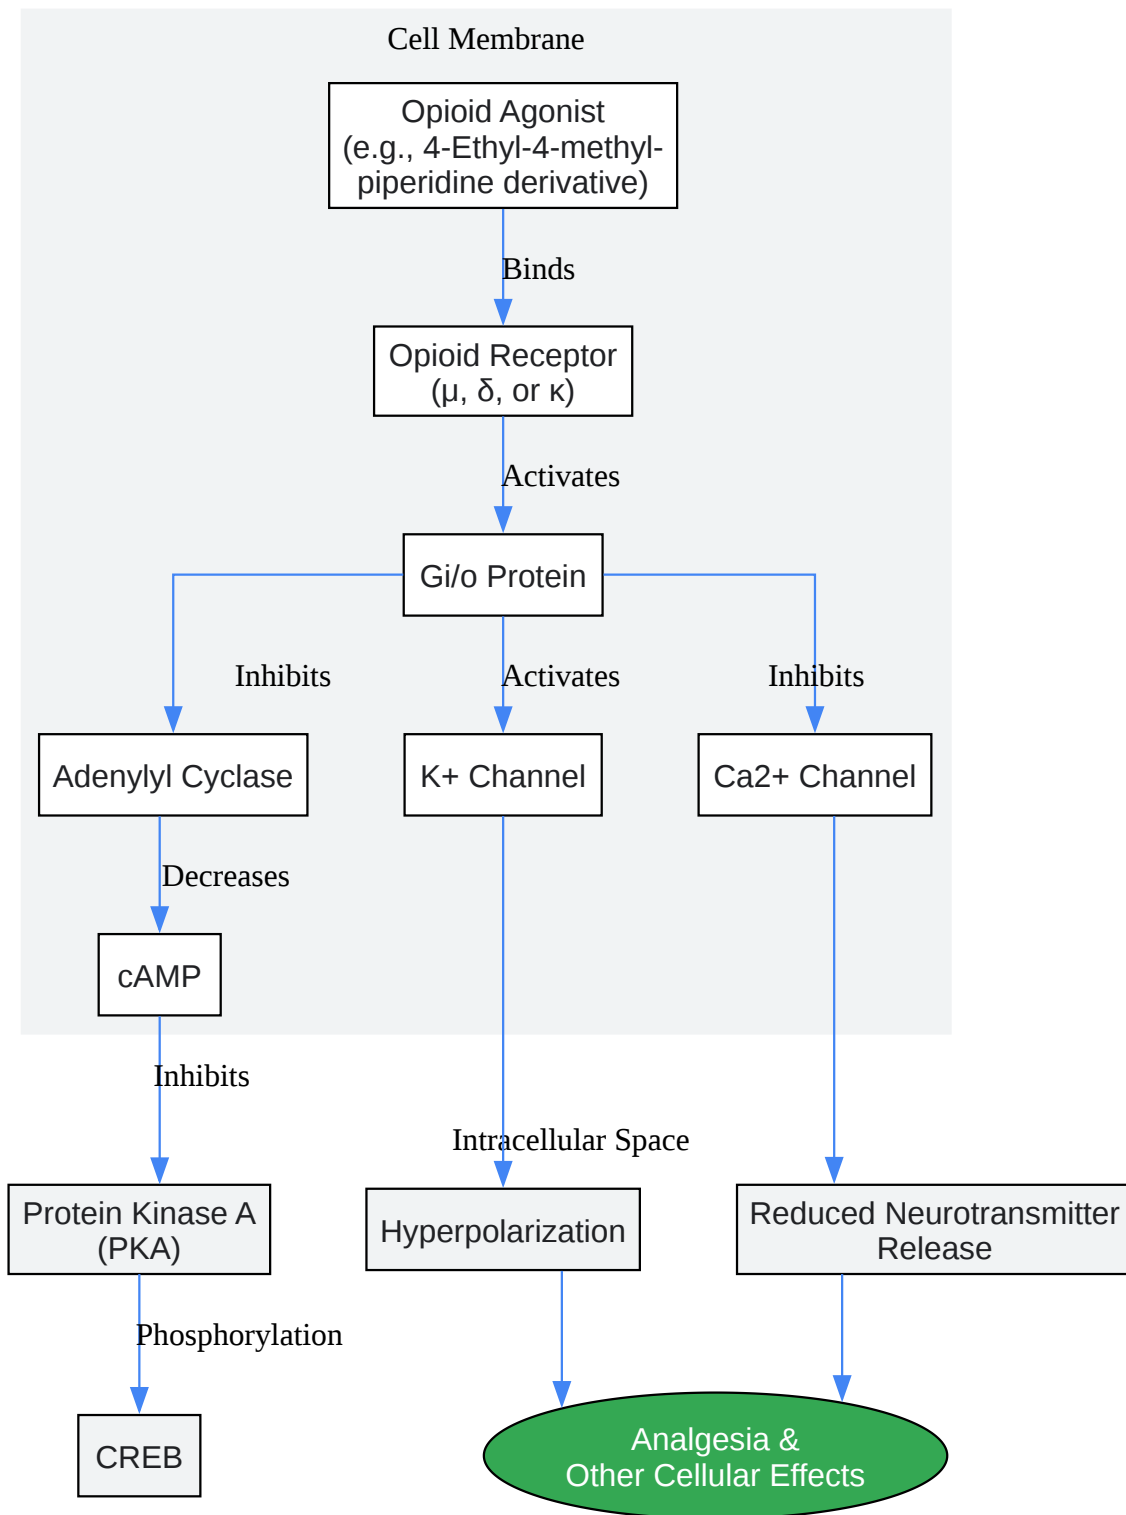 Cell Membrane
Opioid Agonist
(e.g., 4-Ethyl-4-methyl-
piperidine derivative)
Binds
Opioid Receptor
(μ, δ, or κ)
Activates
Gi/o Protein
Inhibits
Activates
Inhibits
Adenylyl Cyclase
K+ Channel
Ca2+ Channel
Decreases
cAMP
Inhibits
Intracellular Space
Protein Kinase A
(PKA)
Hyperpolarization
Reduced Neurotransmitter
Release
Phosphorylation
CREB
Analgesia &
Other Cellular Effects